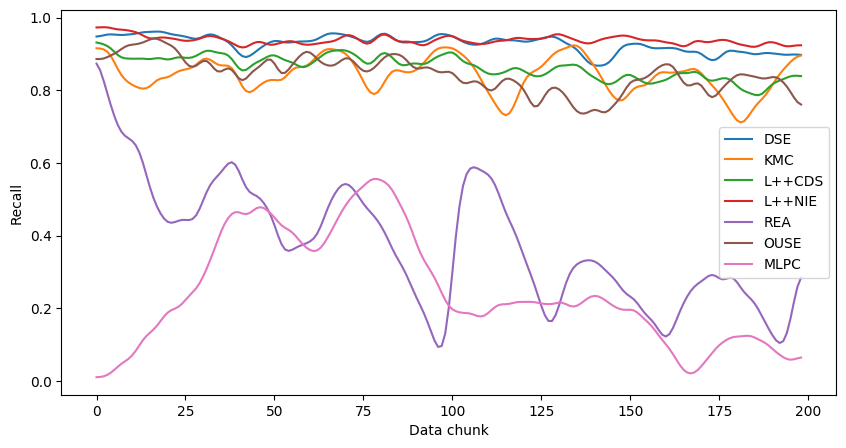 1.0
0.8
0.6
0.4
0.2
0.0
Recall
0
25
50
75
100
125
150
175
200
Data chunk
DSE
KMC
L++CDS
L++NIE
REA
OUSE
MLPC